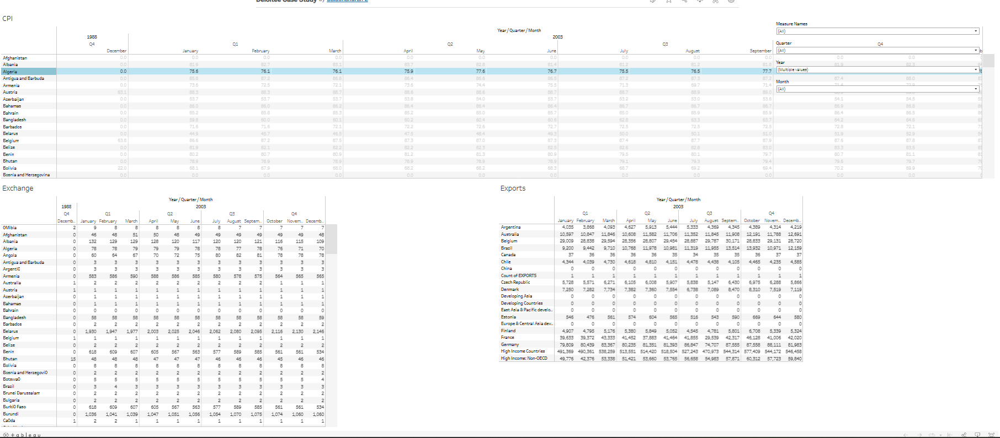 Deloitee Case Study by Balachandran E
CPI
Measure Names
(All)
Year/Quarter/Month
1988 2003
Q4 Q1 Q2 Q3 Quarter Q4
December January February March April May June July August September (All)
Year
(Multiple values)
Month
(All)
Afghanistan 0.0 0.0 0.0 0.0 0.0 0.0 0.0 0.0 0.0 0.0 0.0 0.0
Albania 0.0 81.9 82.7 83.1 83.7 82.8 81.4 81.2 81.2 81.8 81.9 82.3
Algeria 0.0 75.6 76.1 76.1 75.9 77.6 76.7 75.5 76.5 77.7
Antigua and Barbuda 0.0 85.8 87.2 86.8 86.4 86.6 86.5 87.2 87.3 87.2 87.4 88.0
Armenia 0.0 73.6 72.5 72.1 73.6 74.4 75.5 71.3 69.7 71.4
Austria 83.1 88.3 88.3 88.7 88.6 88.6 88.7 88.7 88.9 89.0
Azerbaijan 0.0 53.7 53.7 53.7 53.8 54.0 53.7 53.2 53.0 53.6 54.1 54.5
Bahamas 0.0 86.0 86.0 86.2 86.4 86.4 86.4 86.7 86.7 86.7 86.9 86.8
Bahrain 0.0 85.2 85.8 85.3 85.2 85.0 85.7 85.0 85.9 85.9 86.4 86.5
Bangladesh 0.0 59.8 60.0 60.1 60.2 60.4 60.6 62.8 63.3 63.7 64.2 64.6
Barbados 0.0 71.6 71.6 72.1 72.2 72.6 72.7 72.5 72.5 72.5 72.8 72.1
Belarus 0.0 44.9 45.7 46.5 47.5 48.4 49.3 50.0 50.1 51.0 51.9 52.9
Belgium 63.8 86.6 87.2 87.5 87.3 87.0 87.3 87.4 87.7 87.9 87.6 87.8
Belize 0.0 81.9 82.1 82.2 82.2 82.3 82.5 82.6 82.8 83.0 83.3 83.5
Benin 0.0 80.2 80.7 80.9 81.2 81.3 80.9 79.5 80.1 79.7 80.7 81.1
Bhutan 0.0 78.9 78.9 78.9 78.9 78.9 78.9 79.1 79.3 79.4 79.6 79.7
Bolivia 22.0 68.1 67.9 68.0 68.2 68.2 68.3 68.7 69.2 69.4 70.2 69.9
Bosnia and Herzegovina 0.0 0.0 0.0 0.0 0.0 0.0 0.0 0.0 0.0 0.0 0.0 0.0
Exchange
Year/Quarter/Month
1988 2003
Q4 Q1 Q2 Q3 Q4
Decemb.. January February March April May June July August Septem.. October Novem.. Decemb..
0Mibia 2 9 8 8 8 8 8 8 7 7 7 7 7
Afghanistan 0 46 48 51 50 48 49 49 49 49 49 49 48
Albania 0 132 129 129 128 120 117 120 120 121 116 115 109
Algeria 0 78 78 79 79 79 78 78 77 78 76 71 70
Angola 0 60 64 67 70 72 75 80 82 81 78 78 78
Antigua and Barbuda 0 3 3 3 3 3 3 3 3 3 3 3 3
Argenti0 0 3 3 3 3 3 3 3 3 3 3 3 3
Armenia 0 583 586 590 588 586 585 580 578 575 564 565 565
Australia 1 2 2 2 2 2 2 2 2 2 1 1 1
Austria 1 1 1 1 1 1 1 1 1 1 1 1 1
Azerbaijan 0 1 1 1 1 1 1 1 1 1 1 1 1
Bahamas 0 1 1 1 1 1 1 1 1 1 1 1 1
Bahrain 0 0 0 0 0 0 0 0 0 0 0 0 0
Bangladesh 0 58 58 58 58 58 58 58 58 58 58 58 59
Barbados 0 2 2 2 2 2 2 2 2 2 2 2 2
Belarus 0 1,930 1,947 1,977 2,003 2,025 2,046 2,062 2,080 2,095 2,116 2,130 2,146
Belgium 1 1 1 1 1 1 1 1 1 1 1 1 1
Belize 0 2 2 2 2 2 2 2 2 2 2 2 2
Benin 0 618 609 607 605 567 563 577 589 585 561 561 534
Bhutan 15 48 48 48 47 47 47 46 46 46 45 46 46
Bolivia 0 8 8 8 8 8 8 8 8 8 8 8 8
Bosnia and Herzegovi0 0 2 2 2 2 2 2 2 2 2 2 2 2
Botswa0 0 5 5 5 5 5 5 5 5 5 5 5 4
Brazil 0 3 4 3 3 3 3 3 3 3 3 3 3
Brunei Darussalam 0 2 2 2 2 2 2 2 2 2 2 2 2
Bulgaria 0 2 2 2 2 2 2 2 2 2 2 2 2
Burki0 Faso 0 618 609 607 605 567 563 577 589 585 561 561 534
Burundi 0 1,036 1,041 1,039 1,047 1,051 1,056 1,054 1,070 1,075 1,074 1,060 1,060
Ca0da 1 2 2 1 1 1 1 1 1 1 1 1 1
Exports
Year/Quarter/Month
2003
Q1 Q2 Q3 Q4
January February March April May June July August Septem.. October Novem.. Decemb..
Argentina 4,035 3,868 4,093 4,627 5,913 5,444 5,333 4,369 4,345 4,389 4,314 4,219
Australia 10,597 10,847 11,846 10,608 11,582 11,706 11,352 11,845 11,908 12,191 11,788 12,691
Belgium 29,009 28,838 29,594 28,356 28,807 29,454 28,887 29,787 30,171 28,833 29,131 28,720
Brazil 9,200 9,442 9,710 10,768 11,978 10,981 11,319 11,955 13,514 13,932 10,971 12,159
Canada 37 36 36 36 36 35 34 35 35 36 37 37
Chile 4,344 4,039 4,730 4,618 4,810 4,151 4,478 4,438 4,105 4,465 4,235 4,585
China 0 0 0 0 0 0 0 0 0 0 0 0
Count of EXPORTS 1 1 1 1 1 1 1 1 1 1 1 1
Czech Republic 5,728 5,571 6,271 6,105 6,008 5,907 5,838 5,147 6,430 6,975 6,288 5,866
Denmark 7,250 7,282 7,734 7,382 7,360 7,554 6,738 7,089 8,470 8,310 7,519 7,119
Developing Asia 0 0 0 0 0 0 0 0 0 0 0 0
Developing Countries 0 0 0 0 0 0 0 0 0 0 0 0
East Asia & Pacific develo.. 0 0 0 0 0 0 0 0 0 0 0 0
Estonia 546 476 561 574 604 565 516 543 590 669 644 580
Europe & Central Asia dev.. 0 0 0 0 0 0 0 0 0 0 0 0
Finland 4,907 4,795 5,176 5,380 5,849 5,052 4,545 4,781 5,801 6,708 5,339 5,324
France 39,633 39,372 43,333 41,452 37,883 41,464 41,855 29,539 42,317 46,128 41,006 42,020
Germany 79,809 80,439 83,367 80,235 81,351 81,393 86,847 74,707 87,555 87,558 88,111 81,983
High Income Countries 491,369 490,361 538,259 513,551 514,420 518,504 527,243 470,973 544,314 577,409 544,172 546,458
High Income: Non-OECD 49,776 42,376 53,338 51,421 53,660 53,765 56,658 54,983 57,871 60,312 57,723 59,840
+ableau